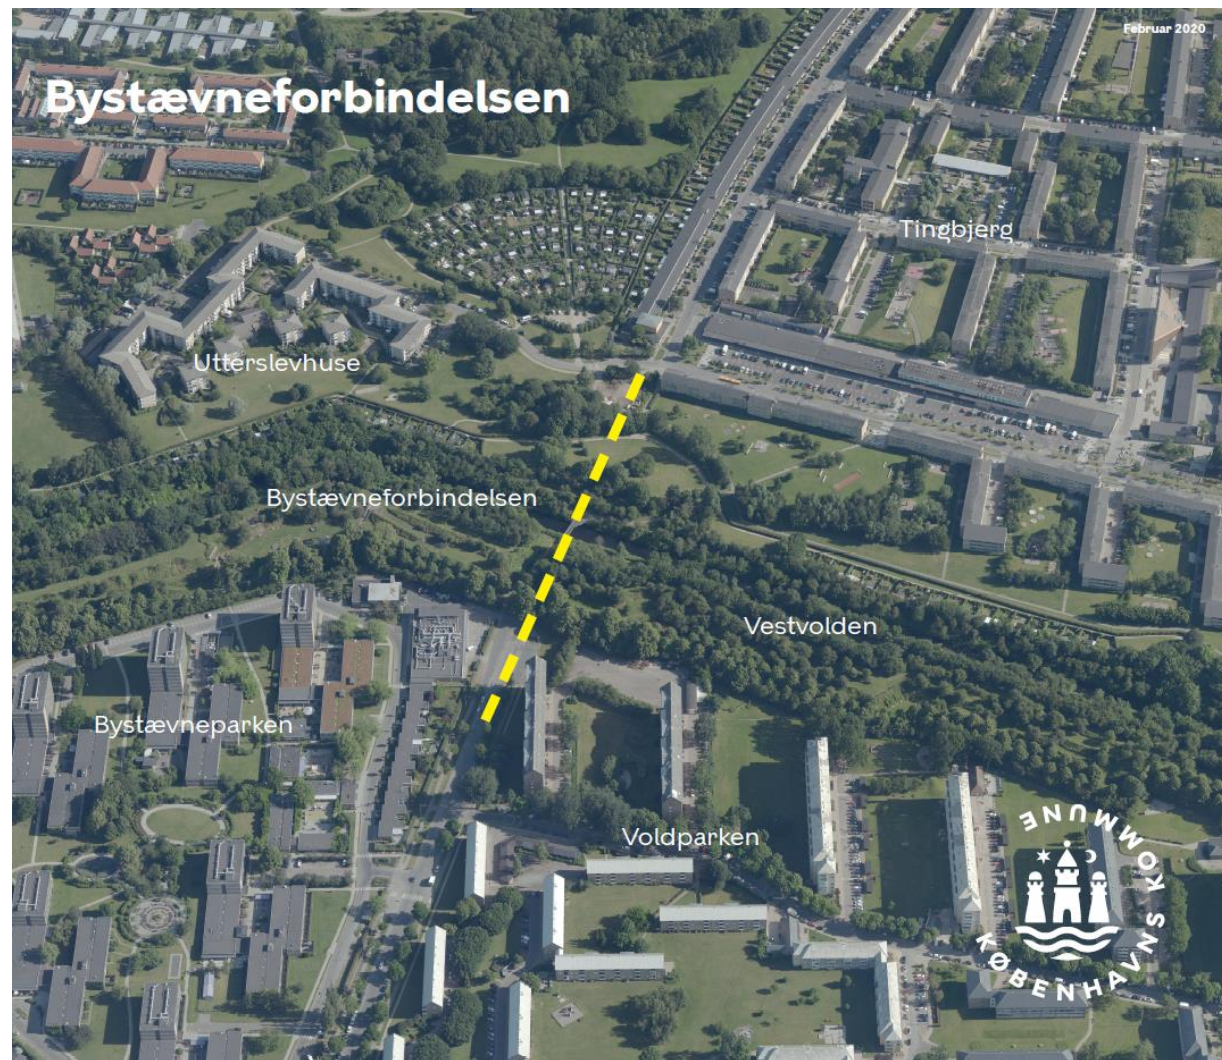 Februar 2020
Bystævneforbindelsen
Tingbjerg
Utterslevhuse
Bystævneforbindelsen
Vestvolden
Bystævneparken
Voldparken
KØBENHAVNS KOMMUNE